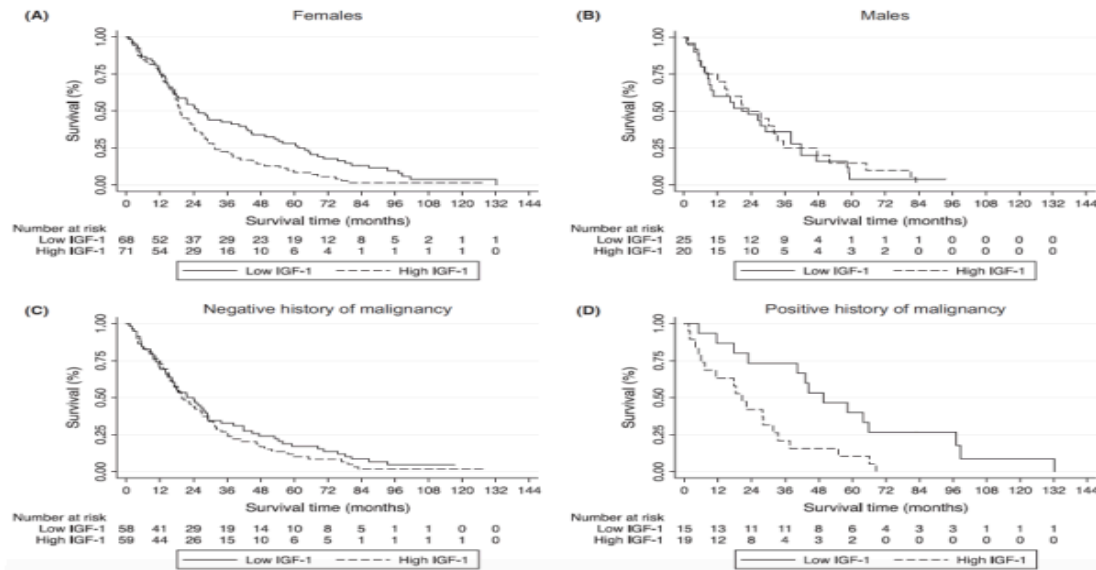 (A) Females
Survival (%)
1.00
0.75
0.50
0.25
0.00
0 12 24 36 48 60 72 84 96 108 120 132 144
Survival time (months)
Number at risk
Low IGF-1 68 52 37 29 23 19 12 8 5 2 1 1
High IGF-1 71 54 29 16 10 6 4 1 1 1 1 0
Low IGF-1 High IGF-1
(B) Males
Survival (%)
1.00
0.75
0.50
0.25
0.00
0 12 24 36 48 60 72 84 96 108 120 132 144
Survival time (months)
Number at risk
Low IGF-1 25 15 12 9 4 1 1 1 0 0 0 0
High IGF-1 20 15 10 5 4 3 2 0 0 0 0 0
Low IGF-1 High IGF-1
(C) Negative history of malignancy
Survival (%)
1.00
0.75
0.50
0.25
0.00
0 12 24 36 48 60 72 84 96 108 120 132 144
Survival time (months)
Number at risk
Low IGF-1 58 41 29 19 14 10 8 5 1 1 0 0
High IGF-1 59 44 26 15 10 6 5 1 1 1 1 0
Low IGF-1 High IGF-1
(D) Positive history of malignancy
Survival (%)
1.00
0.75
0.50
0.25
0.00
0 12 24 36 48 60 72 84 96 108 120 132 144
Survival time (months)
Number at risk
Low IGF-1 15 13 11 11 8 6 4 3 3 1 1 1
High IGF-1 19 12 8 4 3 2 0 0 0 0 0 0
Low IGF-1 High IGF-1